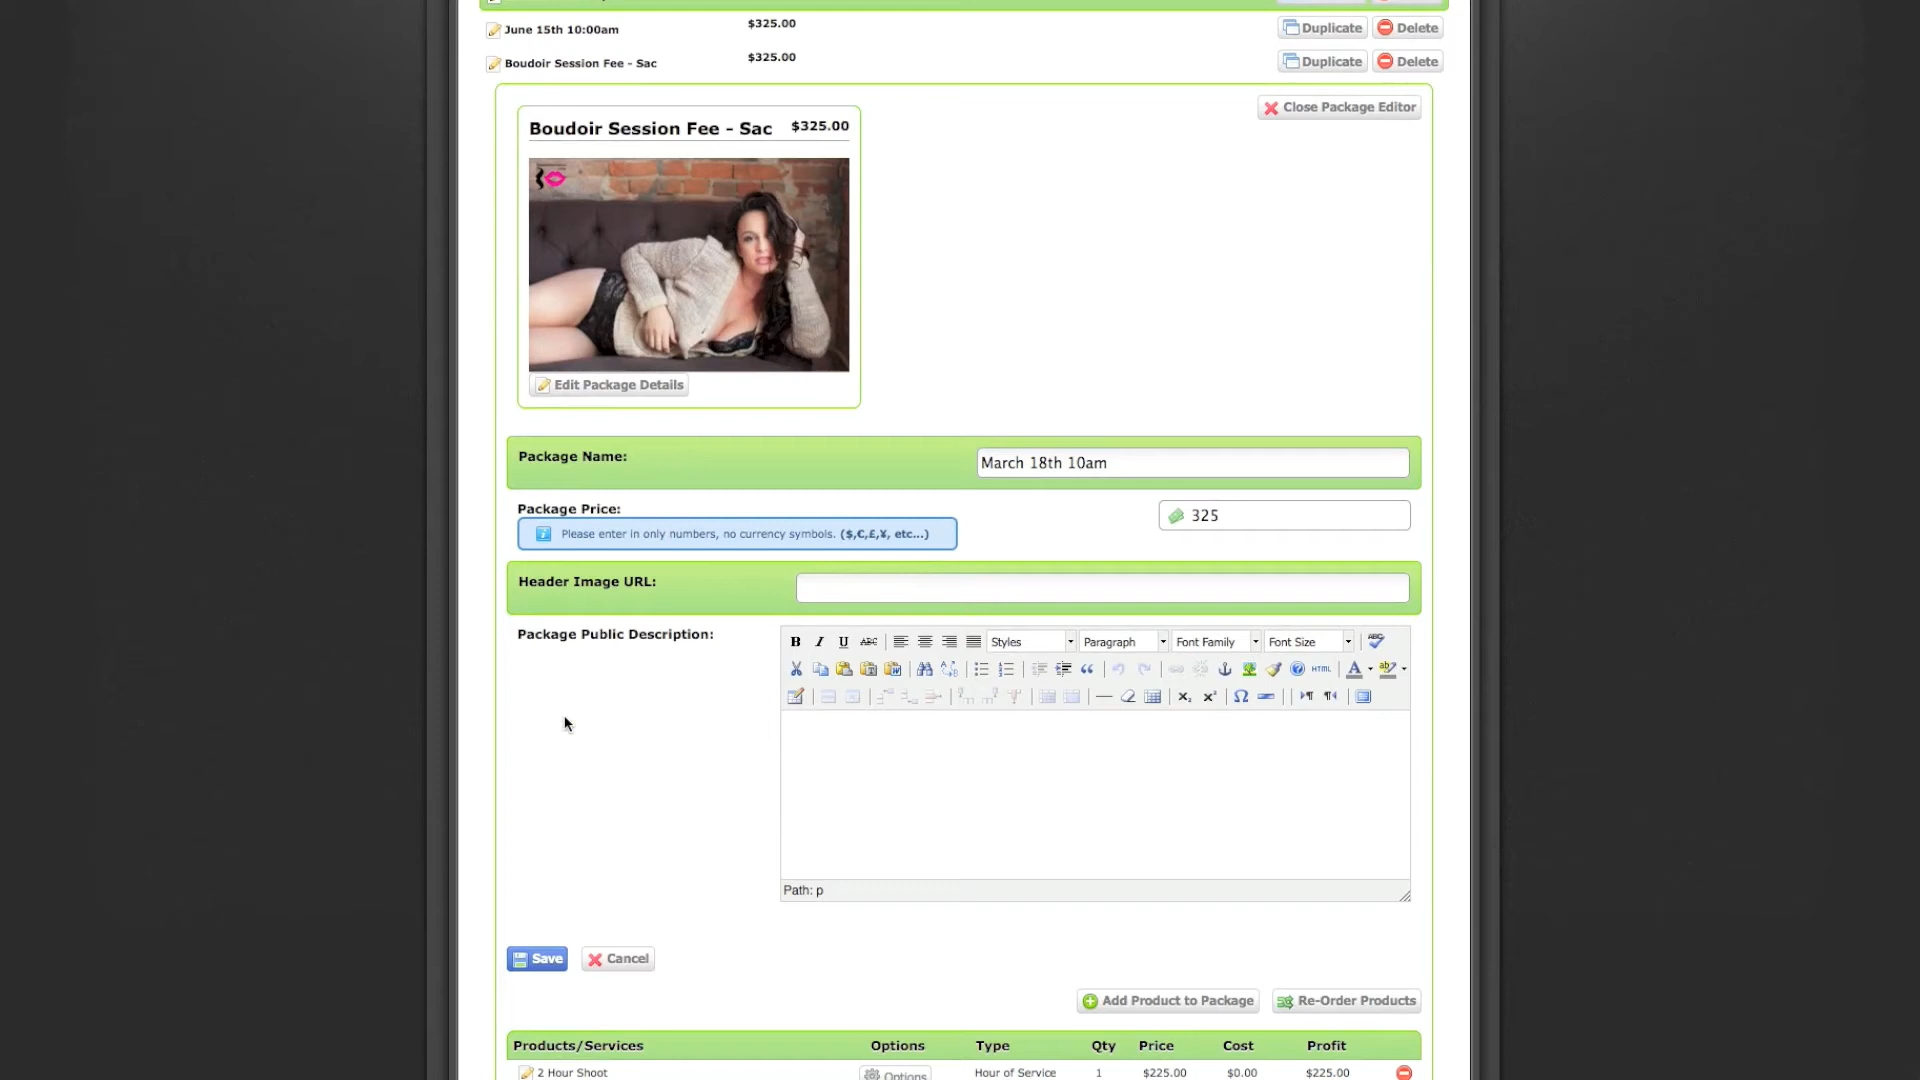 June 15th 10:00am $325.00 Duplicate Delete
Boudoir Session Fee - Sac $325.00 Duplicate Delete
Close Package Editor
Boudoir Session Fee - Sac $325.00
Edit Package Details
Package Name: March 18th 10am
Package Price: 325
Please enter in only numbers, no currency symbols. ($,€,£,¥, etc...)
Header Image URL:
Package Public Description:
B I U ABC Styles Paragraph Font Family Font Size ABC
HTML A ab
Path: p
Save Cancel
Add Product to Package Re-Order Products
Products/Services Options Type Qty Price Cost Profit
2 Hour Shoot Options Hour of Service 1 $225.00 $0.00 $225.00